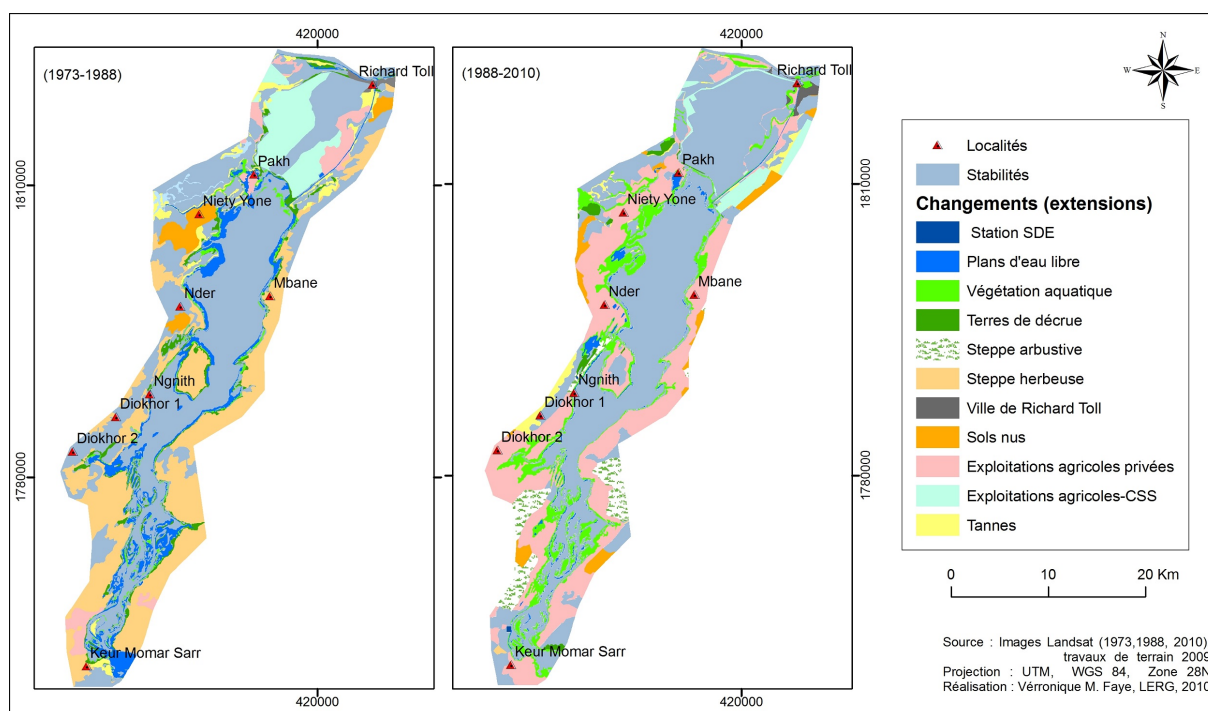 420000
420000
(1973-1988)
Richard Toll
Pakh
Niety Yone
Nder
Mbane
Ngnith
Diokhor 1
Diokhor 2
Keur Momar Sarr
1810000
1780000
(1988-2010)
Richard Toll
Pakh
Niety Yone
Nder
Mbane
Ngnith
Diokhor 1
Diokhor 2
Keur Momar Sarr
1810000
1780000
N
W E
S
Localités
Stabilités
Changements (extensions)
Station SDE
Plans d'eau libre
Végétation aquatique
Terres de décrue
Steppe arbustive
Steppe herbeuse
Ville de Richard Toll
Sols nus
Exploitations agricoles privées
Exploitations agricoles-CSS
Tannes
0 10 20 Km
Source : Images Landsat (1973,1988, 2010)
travaux de terrain 2009
Projection : UTM, WGS 84, Zone 28N
Réalisation : Vérronique M. Faye, LERG, 2010